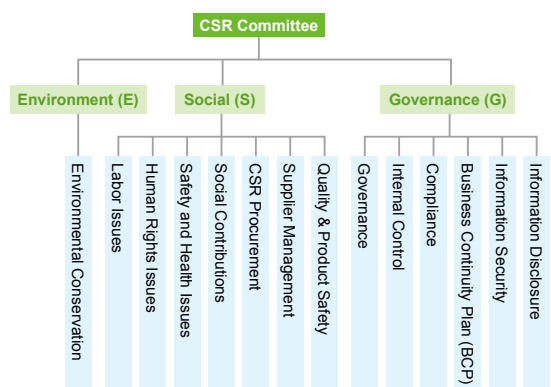 CSR Committee
Environment (E)
Social (S)
Governance (G)
Environmental Conservation
Labor Issues
Human Rights Issues
Safety and Health Issues
Social Contributions
CSR Procurement
Supplier Management
Quality & Product Safety
Governance
Internal Control
Compliance
Business Continuity Plan (BCP)
Information Security
Information Disclosure